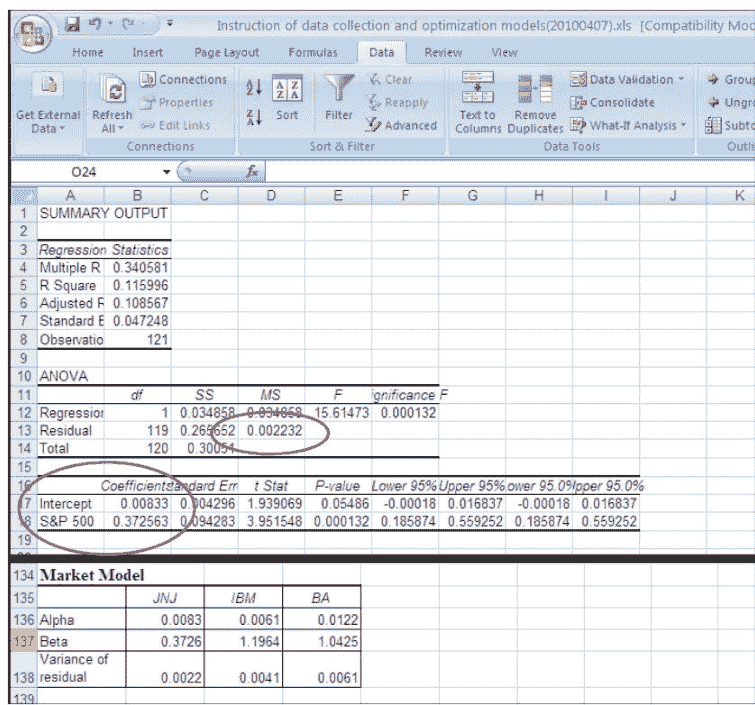 Instruction of data collection and optimization models(20100407).xls [Compatibility Mod
Home Insert Page Layout Formulas Data Review View
Get External Data
Refresh All
Connections
Properties
Edit Links
Connections
Sort
Filter
Clear
Reapply
Advanced
Sort & Filter
Text to Columns
Remove Duplicates
Data Validation
Consolidate
What-If Analysis
Data Tools
Group
Ungr
Subto
Outli
O24 fx
A B C D E F G H I J K
1 SUMMARY OUTPUT
2
3 Regression Statistics
4 Multiple R 0.340581
5 R Square 0.115996
6 Adjusted R 0.108567
7 Standard E 0.047248
8 Observatio 121
9
10 ANOVA
11 df SS MS F ignificance F
12 Regression 1 0.034858 0.034858 15.61473 0.000132
13 Residual 119 0.265652 0.002232
14 Total 120 0.30051
15
16 Coefficients tandard Err t Stat P-value Lower 95% Upper 95% ower 95.0% pper 95.0%
17 Intercept 0.00833 0.004296 1.939069 0.05486 -0.00018 0.016837 -0.00018 0.016837
18 S&P 500 0.372563 0.094283 3.951548 0.000132 0.185874 0.559252 0.185874 0.559252
19
134 Market Model
135 JNJ IBM BA
136 Alpha 0.0083 0.0061 0.0122
137 Beta 0.3726 1.1964 1.0425
Variance of
138 residual 0.0022 0.0041 0.0061
139